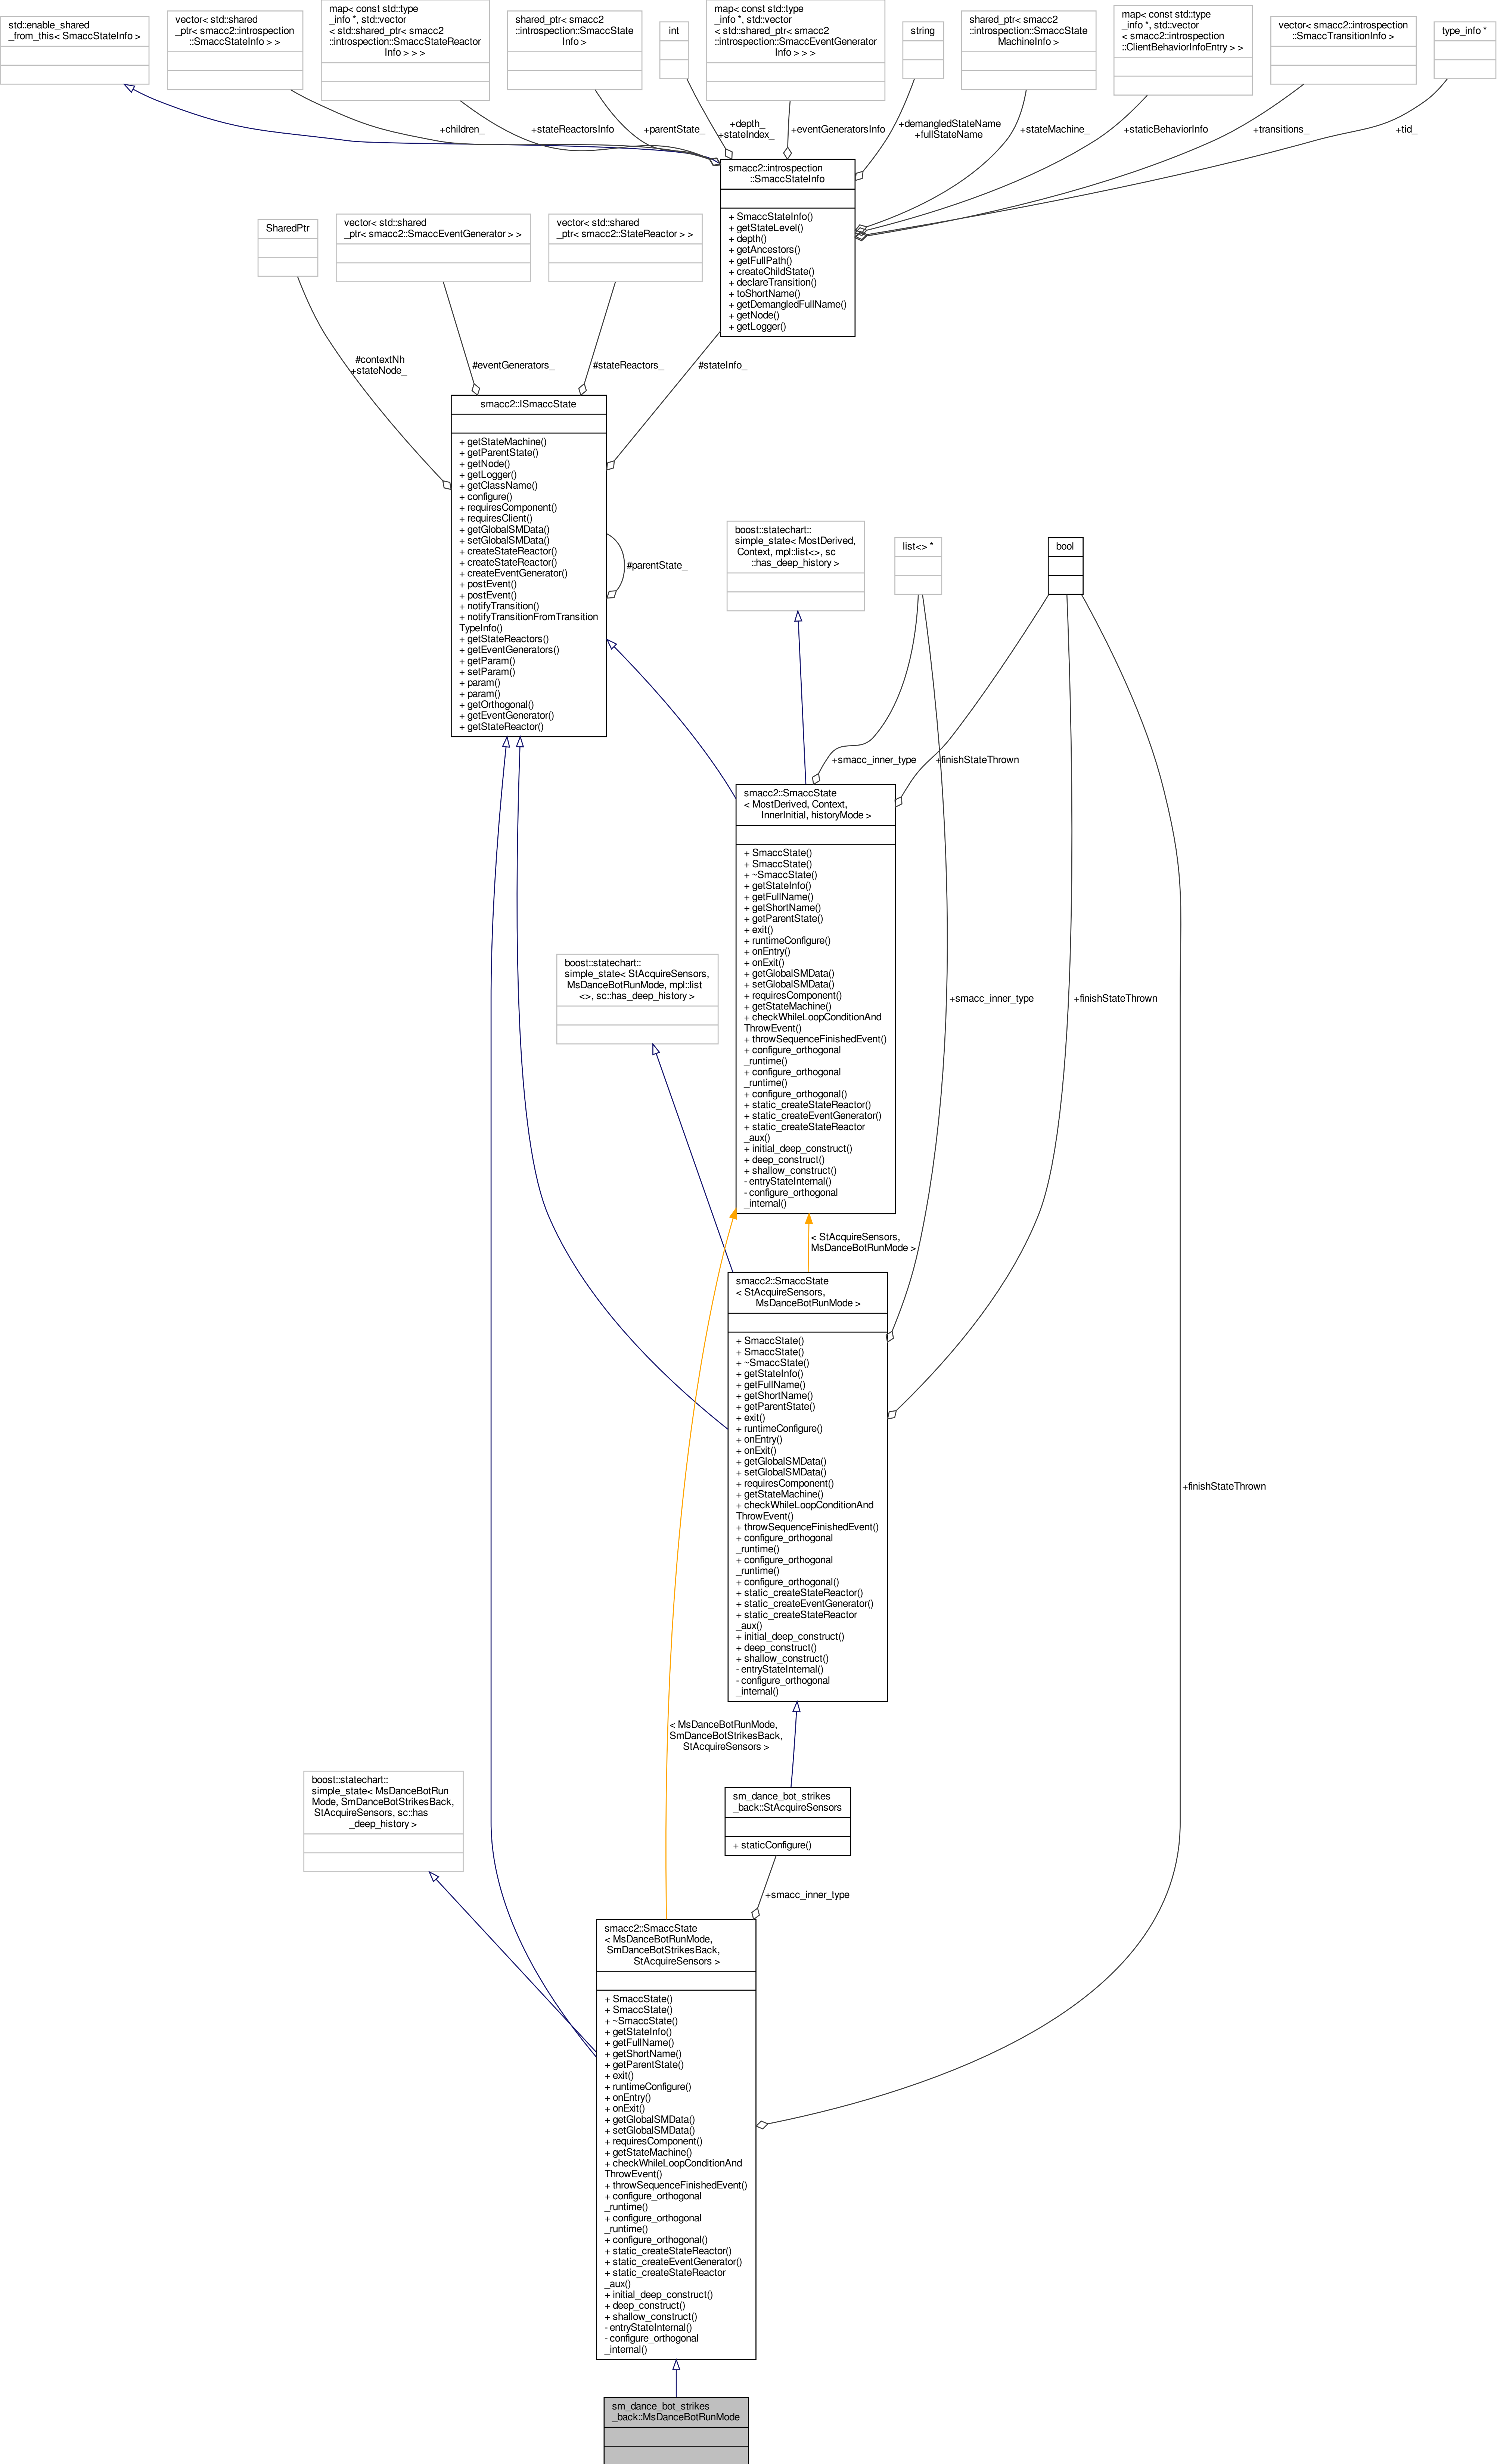 std::enable_shared
_from_this< SmaccStateInfo >
vector< std::shared
_ptr< smacc2::introspection
::SmaccStateInfo > >
map< const std::type
_info *, std::vector
< std::shared_ptr< smacc2
::introspection::SmaccStateReactor
Info > > >
shared_ptr< smacc2
::introspection::SmaccState
Info >
int
map< const std::type
_info *, std::vector
< std::shared_ptr< smacc2
::introspection::SmaccEventGenerator
Info > > >
string
shared_ptr< smacc2
::introspection::SmaccState
MachineInfo >
map< const std::type
_info *, std::vector
< smacc2::introspection
::ClientBehaviorInfoEntry > >
vector< smacc2::introspection
::SmaccTransitionInfo >
type_info *
+children_
+stateReactorsInfo
+parentState_
+depth_
+stateIndex_
+eventGeneratorsInfo
+demangledStateName
+fullStateName
+stateMachine_
+staticBehaviorInfo
+transitions_
+tid_
smacc2::introspection
::SmaccStateInfo
+ SmaccStateInfo()
+ getStateLevel()
+ depth()
+ getAncestors()
+ getFullPath()
+ createChildState()
+ declareTransition()
+ toShortName()
+ getDemangledFullName()
+ getNode()
+ getLogger()
SharedPtr
vector< std::shared
_ptr< smacc2::SmaccEventGenerator > >
vector< std::shared
_ptr< smacc2::StateReactor > >
#contextNh
+stateNode_
#eventGenerators_
#stateReactors_
#stateInfo_
smacc2::ISmaccState
+ getStateMachine()
+ getParentState()
+ getNode()
+ getLogger()
+ getClassName()
+ configure()
+ requiresComponent()
+ requiresClient()
+ getGlobalSMData()
+ setGlobalSMData()
+ createStateReactor()
+ createStateReactor()
+ createEventGenerator()
+ postEvent()
+ postEvent()
+ notifyTransition()
+ notifyTransitionFromTransition
TypeInfo()
+ getStateReactors()
+ getEventGenerators()
+ getParam()
+ setParam()
+ param()
+ param()
+ getOrthogonal()
+ getEventGenerator()
+ getStateReactor()
#parentState_
boost::statechart::
simple_state< MostDerived,
Context, mpl::list<>, sc
::has_deep_history >
list<> *
bool
+smacc_inner_type
+finishStateThrown
smacc2::SmaccState
< MostDerived, Context,
InnerInitial, historyMode >
+ SmaccState()
+ SmaccState()
+ ~SmaccState()
+ getStateInfo()
+ getFullName()
+ getShortName()
+ getParentState()
+ exit()
+ runtimeConfigure()
+ onEntry()
+ onExit()
+ getGlobalSMData()
+ setGlobalSMData()
+ requiresComponent()
+ getStateMachine()
+ checkWhileLoopConditionAnd
ThrowEvent()
+ throwSequenceFinishedEvent()
+ configure_orthogonal
_runtime()
+ configure_orthogonal
_runtime()
+ configure_orthogonal()
+ static_createStateReactor()
+ static_createEventGenerator()
+ static_createStateReactor
_aux()
+ initial_deep_construct()
+ deep_construct()
+ shallow_construct()
- entryStateInternal()
- configure_orthogonal
_internal()
boost::statechart::
simple_state< StAcquireSensors,
MsDanceBotRunMode, mpl::list
<>, sc::has_deep_history >
+smacc_inner_type
+finishStateThrown
< StAcquireSensors,
MsDanceBotRunMode >
smacc2::SmaccState
< StAcquireSensors,
MsDanceBotRunMode >
+ SmaccState()
+ SmaccState()
+ ~SmaccState()
+ getStateInfo()
+ getFullName()
+ getShortName()
+ getParentState()
+ exit()
+ runtimeConfigure()
+ onEntry()
+ onExit()
+ getGlobalSMData()
+ setGlobalSMData()
+ requiresComponent()
+ getStateMachine()
+ checkWhileLoopConditionAnd
ThrowEvent()
+ throwSequenceFinishedEvent()
+ configure_orthogonal
_runtime()
+ configure_orthogonal
_runtime()
+ configure_orthogonal()
+ static_createStateReactor()
+ static_createEventGenerator()
+ static_createStateReactor
_aux()
+ initial_deep_construct()
+ deep_construct()
+ shallow_construct()
- entryStateInternal()
- configure_orthogonal
_internal()
+finishStateThrown
< MsDanceBotRunMode,
SmDanceBotStrikesBack,
StAcquireSensors >
boost::statechart::
simple_state< MsDanceBotRun
Mode, SmDanceBotStrikesBack,
StAcquireSensors, sc::has
_deep_history >
sm_dance_bot_strikes
_back::StAcquireSensors
+ staticConfigure()
+smacc_inner_type
smacc2::SmaccState
< MsDanceBotRunMode,
SmDanceBotStrikesBack,
StAcquireSensors >
+ SmaccState()
+ SmaccState()
+ ~SmaccState()
+ getStateInfo()
+ getFullName()
+ getShortName()
+ getParentState()
+ exit()
+ runtimeConfigure()
+ onEntry()
+ onExit()
+ getGlobalSMData()
+ setGlobalSMData()
+ requiresComponent()
+ getStateMachine()
+ checkWhileLoopConditionAnd
ThrowEvent()
+ throwSequenceFinishedEvent()
+ configure_orthogonal
_runtime()
+ configure_orthogonal
_runtime()
+ configure_orthogonal()
+ static_createStateReactor()
+ static_createEventGenerator()
+ static_createStateReactor
_aux()
+ initial_deep_construct()
+ deep_construct()
+ shallow_construct()
- entryStateInternal()
- configure_orthogonal
_internal()
sm_dance_bot_strikes
_back::MsDanceBotRunMode